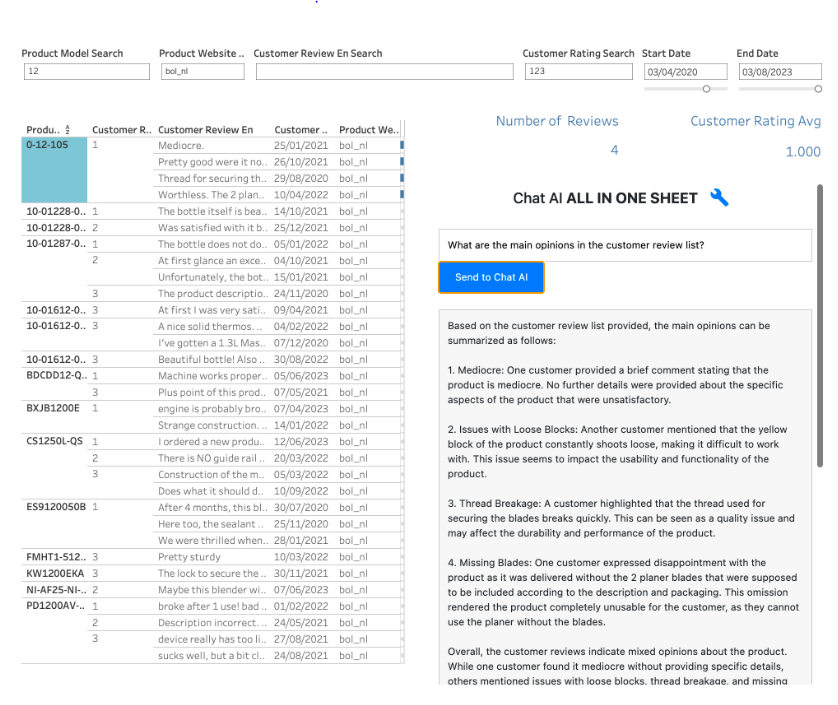 Product Model Search Product Website .. Customer Review En Search Customer Rating Search Start Date End Date
12 bol_nl 123 03/04/2020 03/08/2023
Number of Reviews Customer Rating Avg
4 1.000
Produ.. Customer R.. Customer Review En Customer .. Product We..
0-12-105 1 Mediocre. 25/01/2021 bol_nl
Pretty good were it no.. 26/10/2021 bol_nl
Thread for securing th.. 29/08/2020 bol_nl
Worthless. The 2 plan.. 10/04/2022 bol_nl
10-01228-0.. 1 The bottle itself is bea.. 14/10/2021 bol_nl
10-01228-0.. 2 Was satisfied with it b.. 25/12/2021 bol_nl
10-01287-0.. 1 The bottle does not do.. 05/01/2022 bol_nl
2 At first glance an exce.. 04/10/2021 bol_nl
Unfortunately, the bot.. 15/01/2021 bol_nl
3 The product descriptio.. 24/11/2020 bol_nl
10-01612-0.. 3 At first I was very sati.. 09/04/2021 bol_nl
10-01612-0.. 3 A nice solid thermos. .. 04/02/2022 bol_nl
I've gotten a 1.3L Mas.. 07/12/2020 bol_nl
10-01612-0.. 3 Beautiful bottle! Also .. 30/08/2022 bol_nl
BDCDD12-Q.. 1 Machine works proper.. 05/06/2023 bol_nl
3 Plus point of this prod.. 07/05/2021 bol_nl
BXJB1200E 1 engine is probably bro.. 07/04/2023 bol_nl
Strange construction. .. 14/01/2022 bol_nl
CS1250L-QS 1 I ordered a new produ.. 12/06/2023 bol_nl
2 There is NO guide rail .. 20/03/2022 bol_nl
3 Construction of the m.. 05/03/2022 bol_nl
Does what it should d.. 10/09/2022 bol_nl
ES9120050B 1 After 4 months, this bl.. 30/07/2020 bol_nl
Here too, the sealant .. 25/11/2020 bol_nl
We were thrilled when.. 28/01/2021 bol_nl
FMHT1-512.. 3 Pretty sturdy 10/03/2022 bol_nl
KW1200EKA 3 The lock to secure the .. 30/11/2021 bol_nl
NI-AF25-NI-.. 2 Maybe this blender wi.. 07/06/2023 bol_nl
PD1200AV-.. 1 broke after 1 use! bad .. 01/02/2022 bol_nl
2 Description incorrect. .. 24/05/2021 bol_nl
3 device really has too li.. 27/08/2021 bol_nl
sucks well, but a bit cl.. 24/08/2021 bol_nl
Chat AI ALL IN ONE SHEET
What are the main opinions in the customer review list?
Send to Chat AI
Based on the customer review list provided, the main opinions can be
summarized as follows:
1. Mediocre: One customer provided a brief comment stating that the
product is mediocre. No further details were provided about the specific
aspects of the product that were unsatisfactory.
2. Issues with Loose Blocks: Another customer mentioned that the yellow
block of the product constantly shoots loose, making it difficult to work
with. This issue seems to impact the usability and functionality of the
product.
3. Thread Breakage: A customer highlighted that the thread used for
securing the blades breaks quickly. This can be seen as a quality issue and
may affect the durability and performance of the product.
4. Missing Blades: One customer expressed disappointment with the
product as it was delivered without the 2 planer blades that were supposed
to be included according to the description and packaging. This omission
rendered the product completely unusable for the customer, as they cannot
use the planer without the blades.
Overall, the customer reviews indicate mixed opinions about the product.
While one customer found it mediocre without providing specific details,
others mentioned issues with loose blocks, thread breakage, and missing